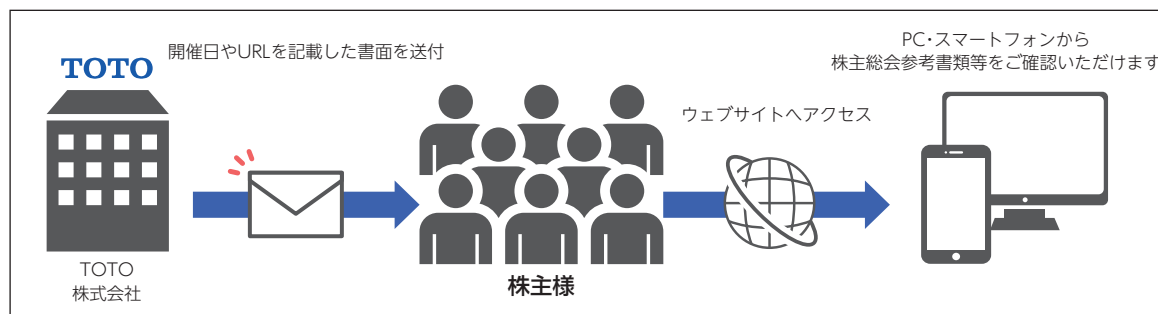 TOTO
開催日やURLを記載した書面を送付
TOTO
株式会社
株主様
ウェブサイトへアクセス
PC・スマートフォンから
株主総会参考書類等をご確認いただけます